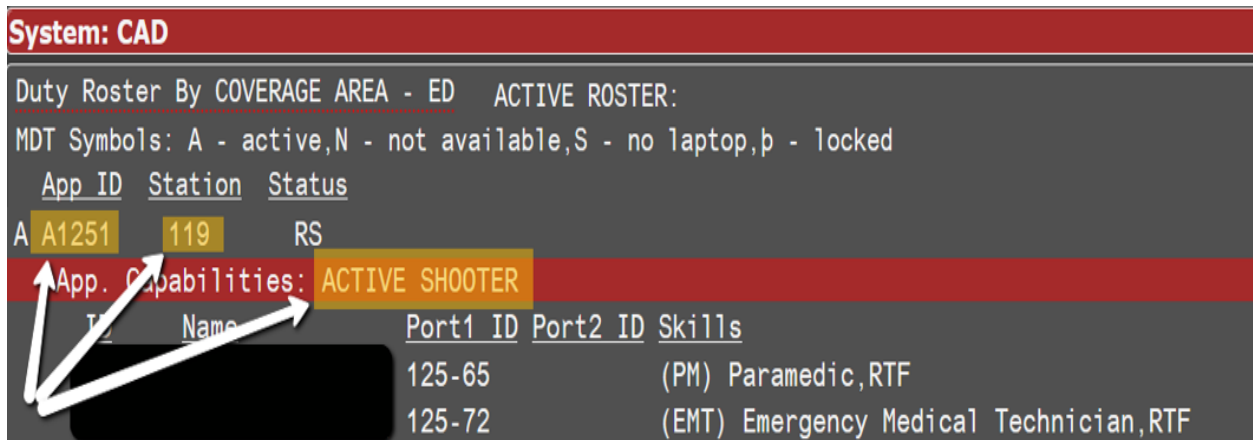 System: CAD
Duty Roster By COVERAGE AREA - ED ACTIVE ROSTER:
MDT Symbols: A - active,N - not available,S - no laptop,þ - locked
App ID Station Status
A A1251 119 RS
App. Capabilities: ACTIVE SHOOTER
ID Name Port1 ID Port2 ID Skills
125-65 (PM) Paramedic,RTF
125-72 (EMT) Emergency Medical Technician,RTF